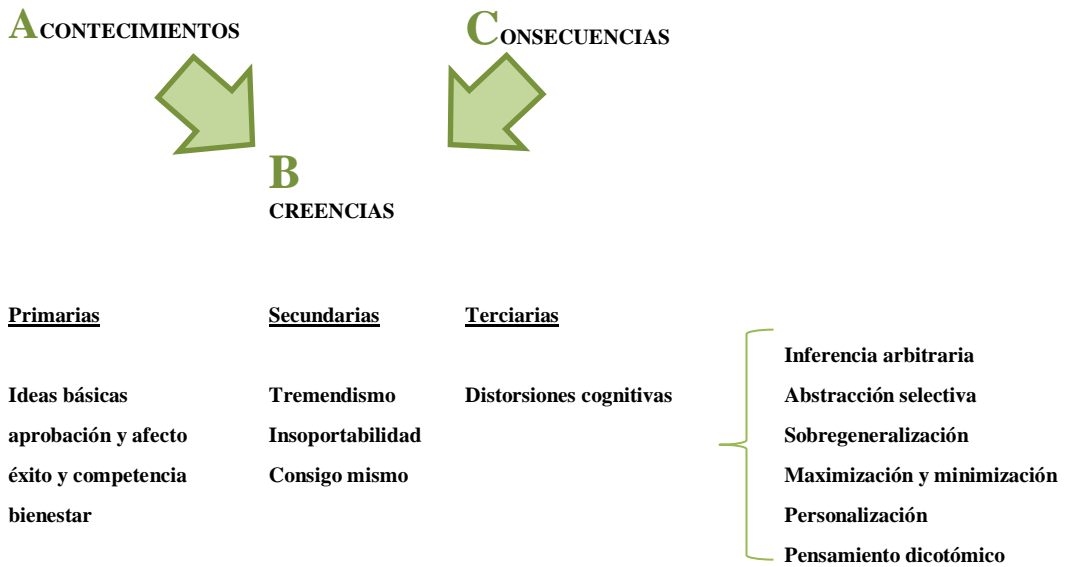 ACONTECIMIENTOS
CONSECUENCIAS
B
CREENCIAS
Primarias
Secundarias
Terciarias
Ideas básicas
aprobación y afecto
éxito y competencia
bienestar
Tremendismo
Insoportabilidad
Consigo mismo
Distorsiones cognitivas
Inferencia arbitraria
Abstracción selectiva
Sobregeneralización
Maximización y minimización
Personalización
Pensamiento dicotómico